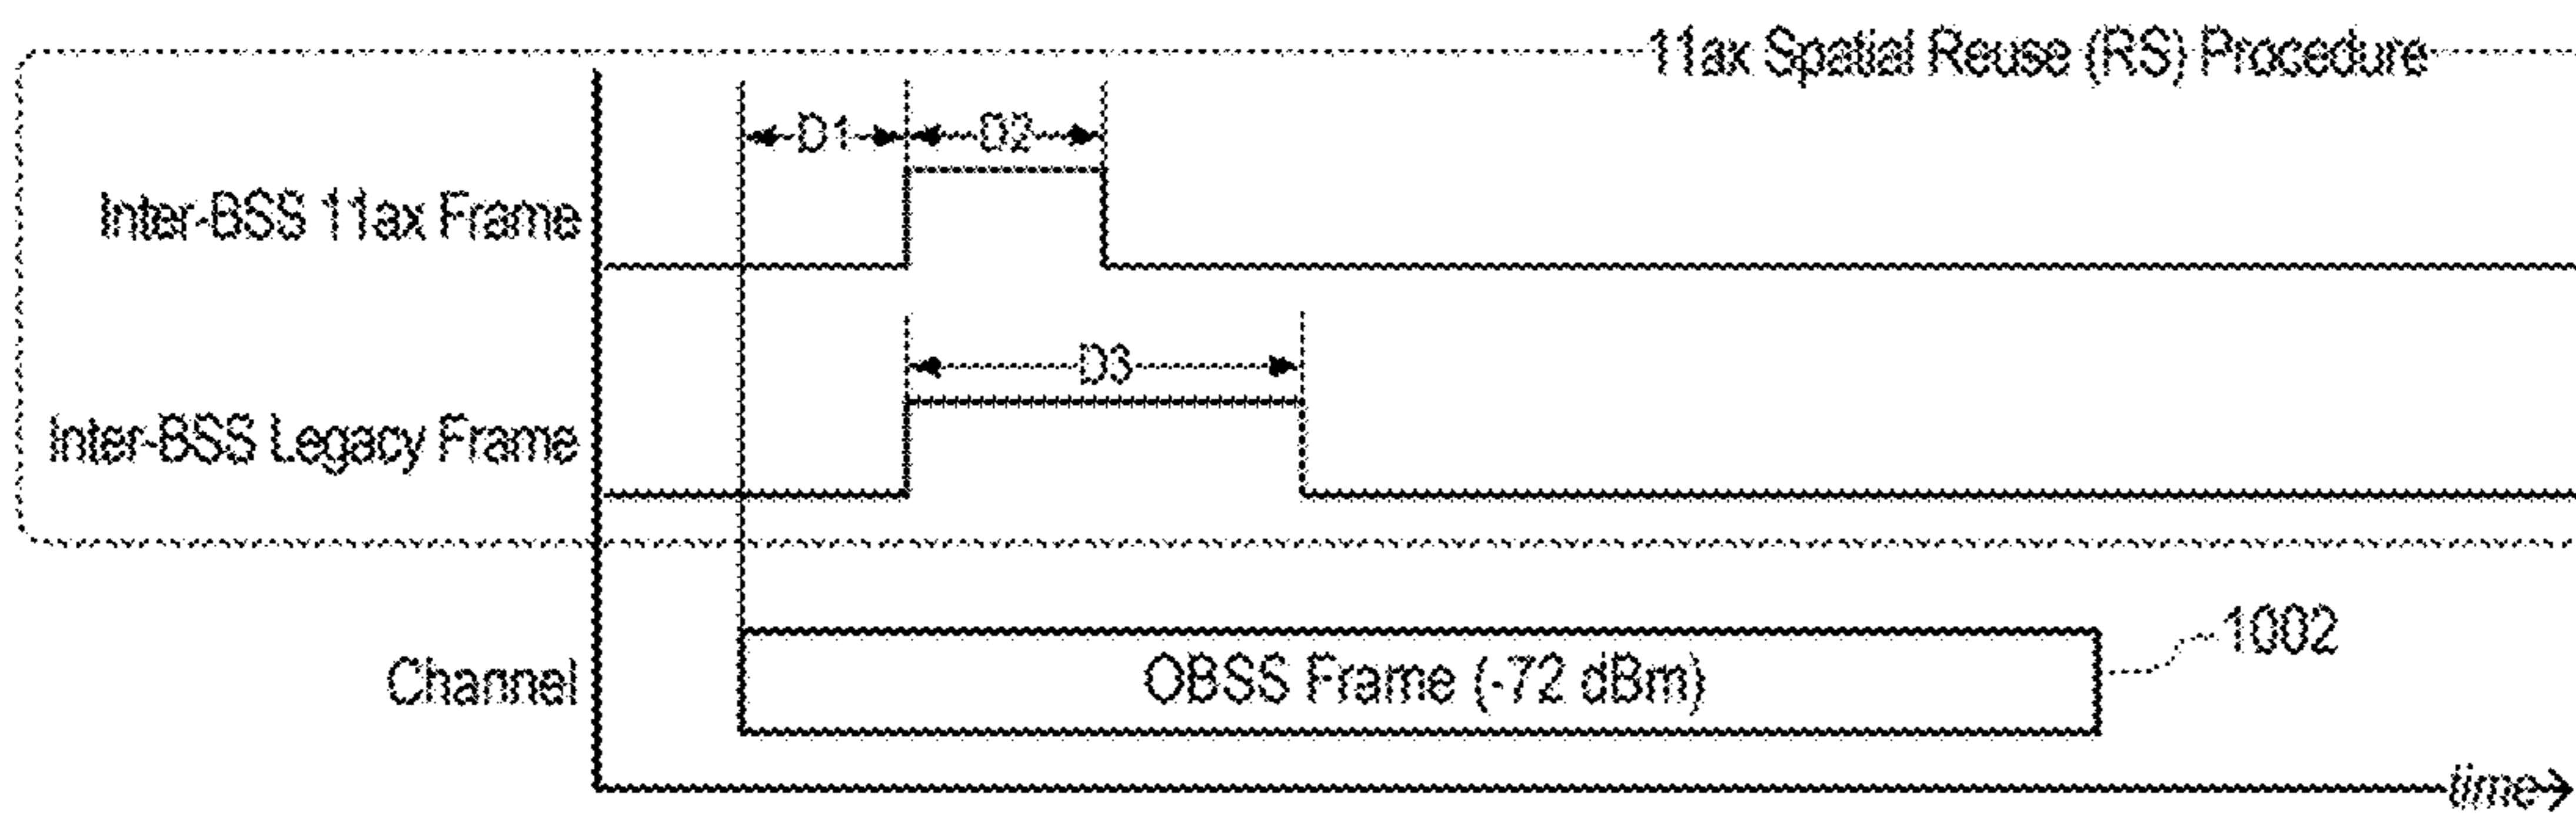 11ax Spatial Reuse (RS) Procedure
D1
D2
Inter-BSS 11ax Frame
D3
Inter-BSS Legacy Frame
1002
Channel
OBSS Frame (-72 dBm)
time